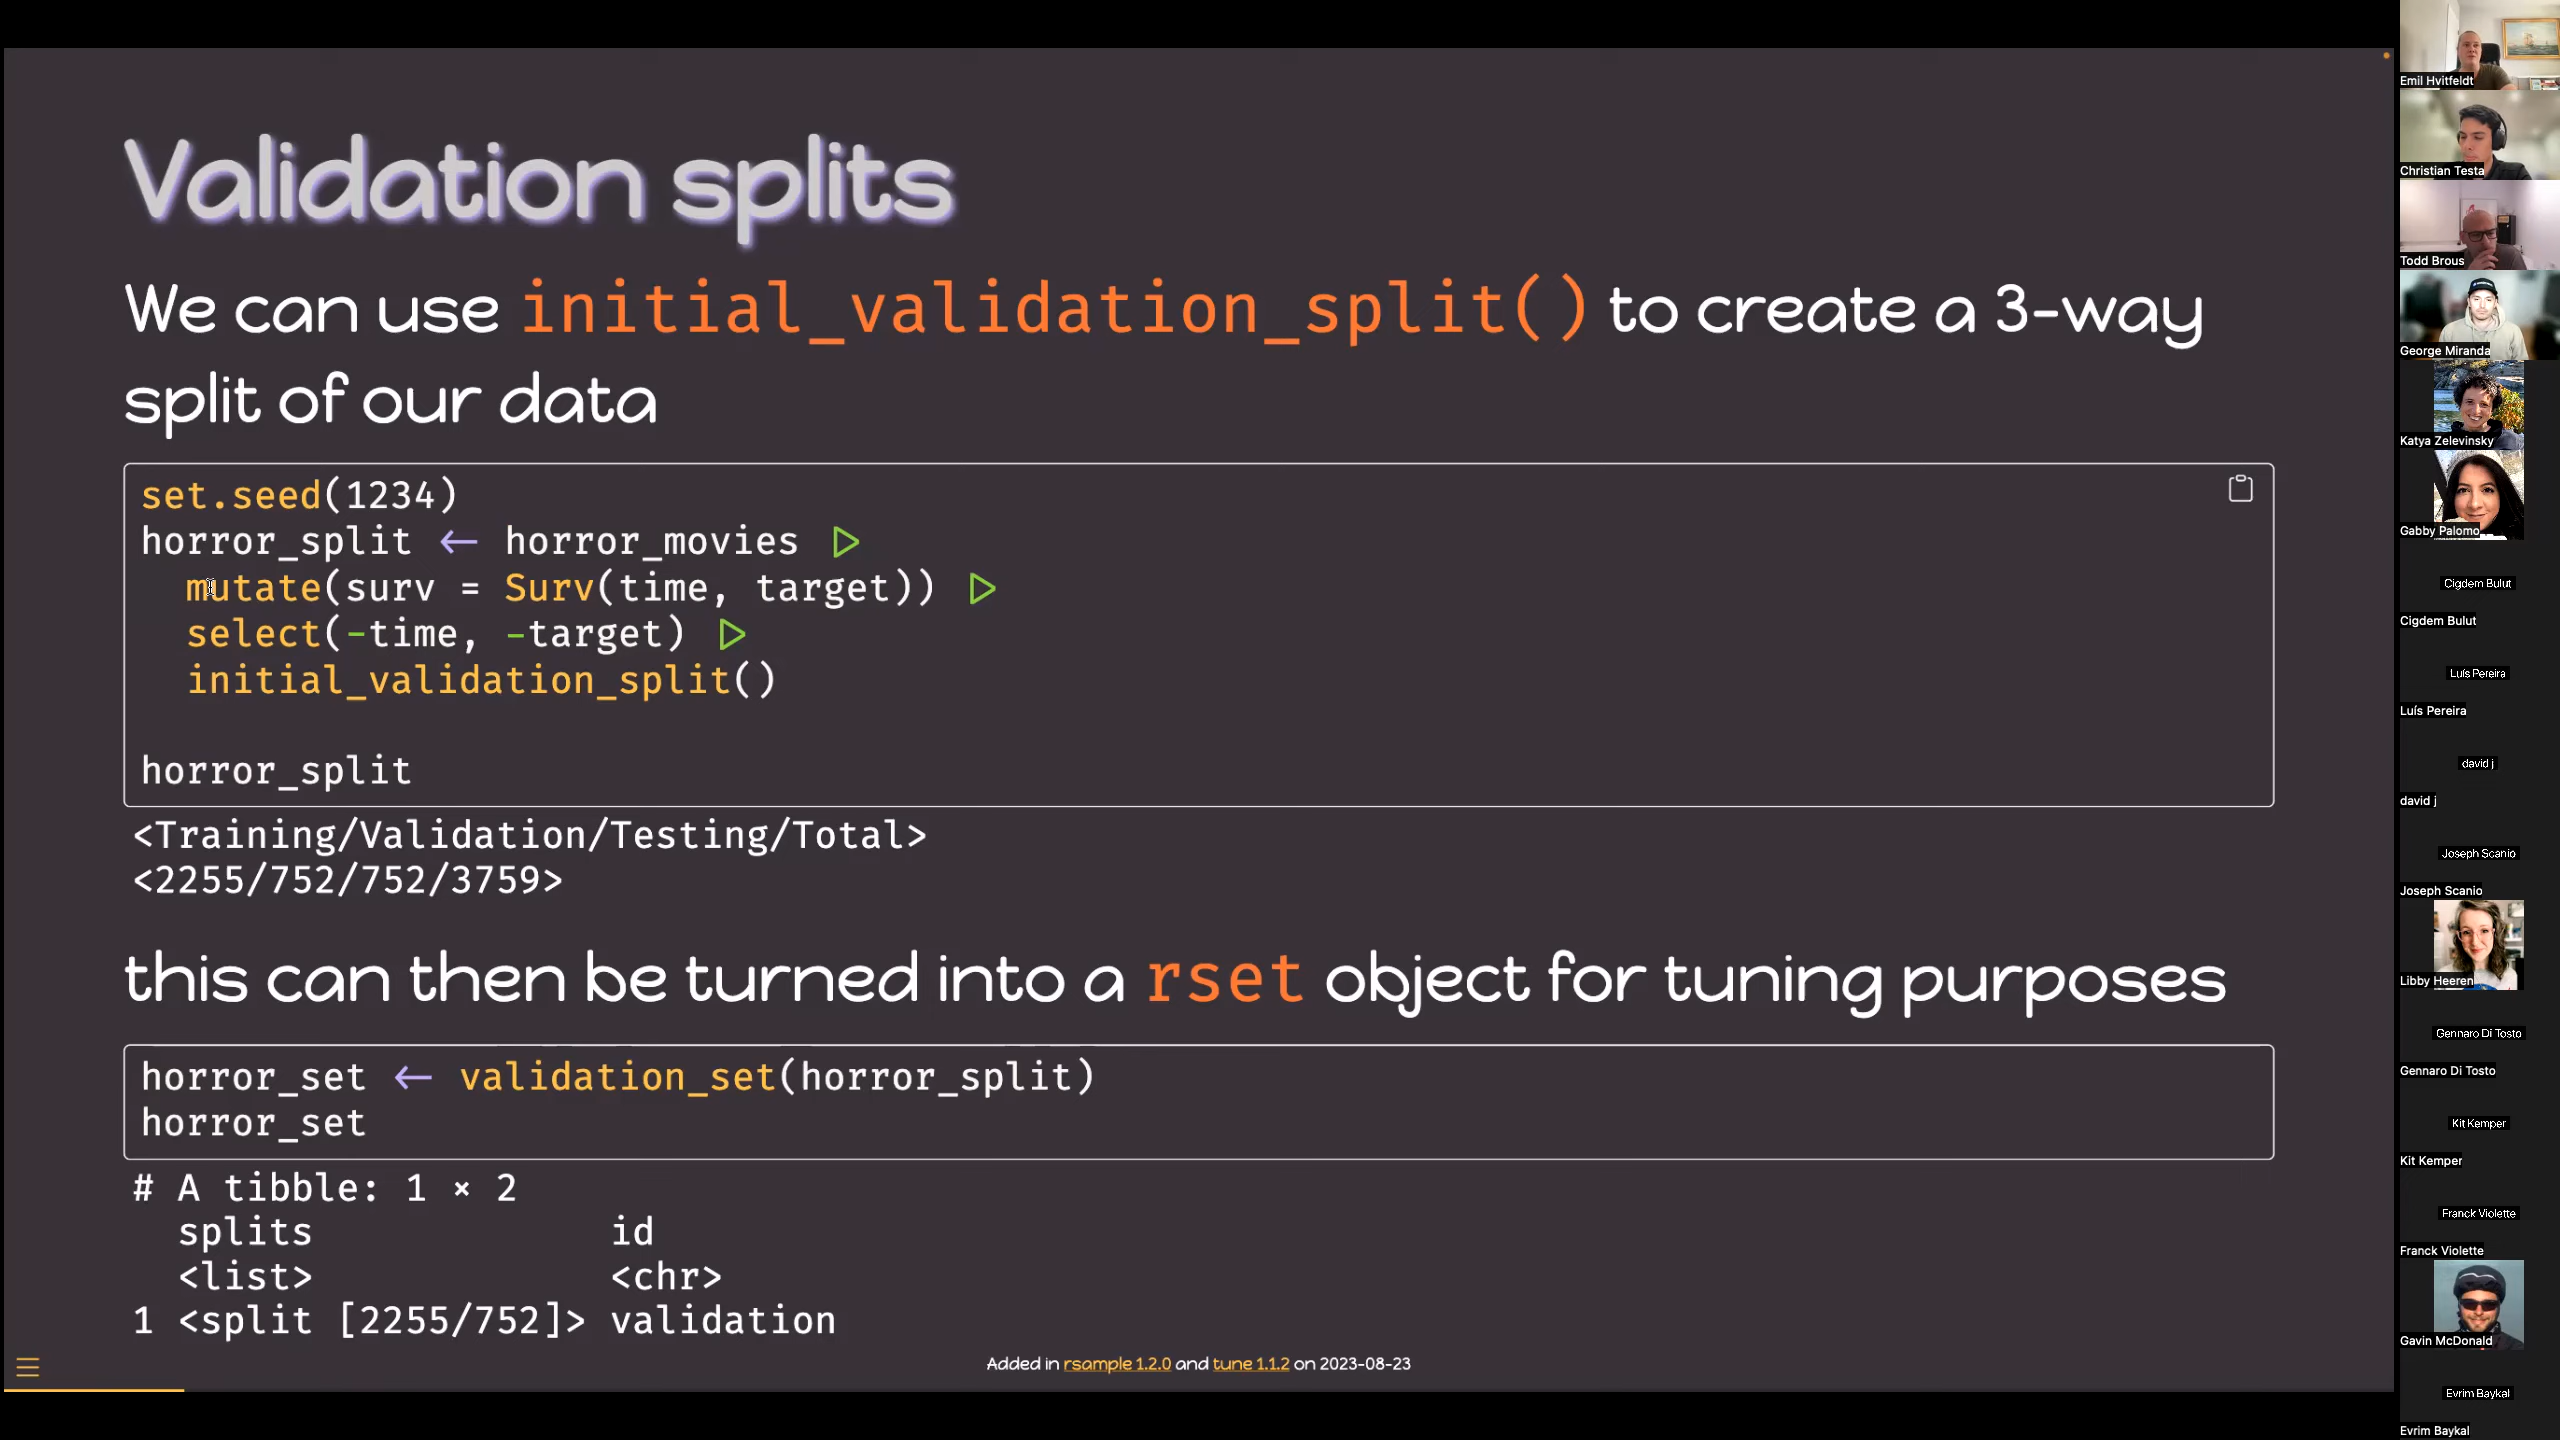 Validation splits
We can use initial_validation_split() to create a 3-way
split of our data
set.seed(1234)
horror_split <- horror_movies |>
  mutate(surv = Surv(time, target)) |>
  select(-time, -target) |>
  initial_validation_split()
horror_split
<Training/Validation/Testing/Total>
<2255/752/752/3759>
this can then be turned into a rset object for tuning purposes
horror_set <- validation_set(horror_split)
horror_set
# A tibble: 1 × 2
  splits             id
  <list>             <chr>
1 <split [2255/752]> validation
Added in rsample 1.2.0 and tune 1.1.2 on 2023-08-23
Emil Hvitfeldt
Christian Testa
Todd Brous
George Miranda
Katya Zelevinsky
Gabby Palomo
Cigdem Bulut
Cigdem Bulut
Luís Pereira
Luís Pereira
david j
david j
Joseph Scanio
Joseph Scanio
Libby Heeren
Gennaro Di Tosto
Gennaro Di Tosto
Kit Kemper
Kit Kemper
Franck Violette
Franck Violette
Gavin McDonald
Evrim Baykal
Evrim Baykal